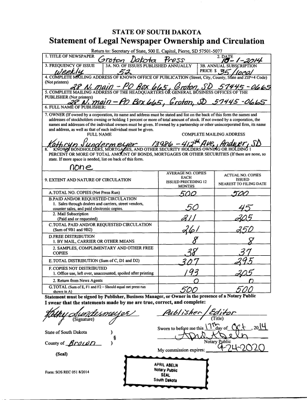 STATE OF SOUTH DAKOTA
Statement of Legal Newspaper Ownership and Circulation
Return to: Secretary of State, 500 E. Capitol, Pierre, SD 57501-5077
1. TITLE OF NEWSPAPER
Groton Dakota Press
2. DATE
10-1-2014
3. FREQUENCY OF ISSUE
Weekly
3A. NO. OF ISSUES PUBLISHED ANNUALLY
52
3B. ANNUAL SUBSCRIPTION
PRICE: $ 35/local
4. COMPLETE MAILING ADDRESS OF KNOWN OFFICE OF PUBLICATION (Street, City, County, State and ZIP+4 Code)
(Not printers)
28 N. Main - PO Box 665, Groton, SD 57445-0665
5. COMPLETE MAILING ADDRESS OF THE HEADQUARTERS OR GENERAL BUSINESS OFFICES OF THE
PUBLISHER (Not printers)
28 N. main - PO Box 665, Groton, SD 57445-0665
6. FULL NAME OF PUBLISHER:
7. OWNER (If owned by a corporation, its name and address must be stated and list on the back of this form the names and
addresses of stockholders owning or holding 1 percent or more of total amount of stock. If not owned by a corporation, the
names and addresses of the individual owners must be given. If owned by a partnership or other unincorporated firm, its name
and address, as well as that of each individual must be given.
FULL NAME
COMPLETE MAILING ADDRESS
Kathryn Sundermeyer
8. KNOWN BONDHOLDERS, MORTGAGEES, AND OTHER SECURITY HOLDERS OWNING OR HOLDING 1
PERCENT OR MORE OF TOTAL AMOUNT OF BONDS, MORTGAGES OR OTHER SECURITIES (If there are none, so
state. If more space is needed, list on back of this form.
none
9. EXTENT AND NATURE OF CIRCULATION
AVERAGE NO. COPIES
EACH
ISSUED PRECEDING 12
MONTHS
ACTUAL NO. COPIES
ISSUED
NEAREST TO FILING DATE
A. TOTAL NO. COPIES (Net Press Run) 500 500
B. PAID AND/OR REQUESTED CIRCULATION
1. Sales through dealers and carriers, street vendors,
counter sales, and paid electronic copies. 50 45
2. Mail Subscription
(Paid and or requested) 211 205
C. TOTAL PAID AND/OR REQUESTED CIRCULATION
(Sum of 9B1 and 9B2) 261 250
D. FREE DISTRIBUTION
1. BY MAIL, CARRIER OR OTHER MEANS 8 8
2. SAMPLES, COMPLIMENTARY AND OTHER FREE
COPIES 38 37
E. TOTAL DISTRIBUTION (Sum of C, D1 and D2) 307 295
F. COPIES NOT DISTRIBUTED
1. Office use, left over, unaccounted, spoiled after printing 193 205
2. Return from News Agents 0 0
G. TOTAL (Sum of E, F1 and F2 - Should equal net press run
shown in A) 500 500
Statement must be signed by Publisher, Business Manager, or Owner in the presence of a Notary Public
I swear that the statements made by me are true, correct, and complete:
(Signature)
Publisher / Editor
(Title)
State of South Dakota )
County of Brown )
(Seal)
Sworn to before me this 17th day of Oct, 2014
April Abeln
Notary Public
My commission expires: 9-24-2020
APRIL ABELN
Notary Public
SEAL
South Dakota
Form: SOS/REC 051 8/2014